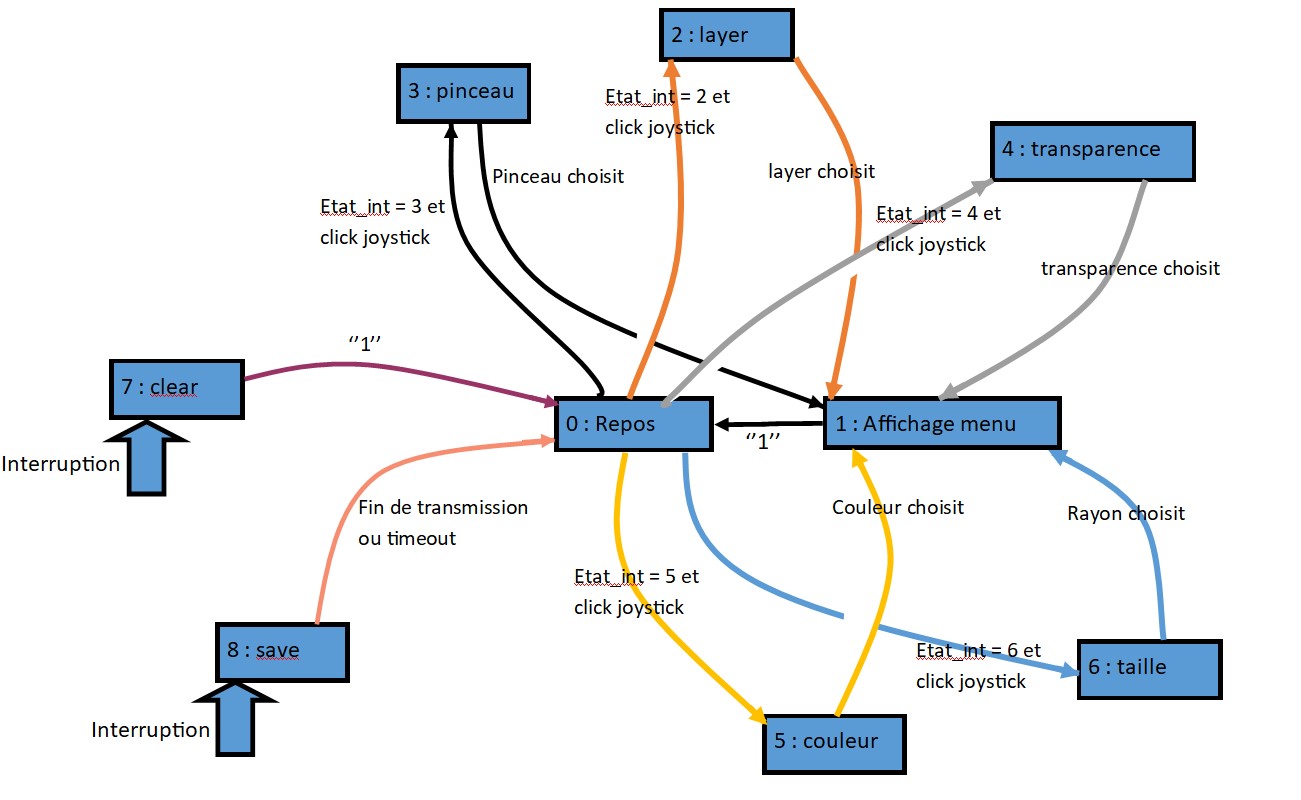 2 : layer
3 : pinceau
Etat_int = 2 et
click joystick
4 : transparence
layer choisit
Pinceau choisit
Etat_int = 3 et
click joystick
Etat_int = 4 et
click joystick
transparence choisit
‘’1’’
7 : clear
0 : Repos
1 : Affichage menu
‘’1’’
Interruption
Fin de transmission
ou timeout
Couleur choisit
Rayon choisit
Etat_int = 5 et
click joystick
8 : save
Etat_int = 6 et
click joystick
6 : taille
Interruption
5 : couleur